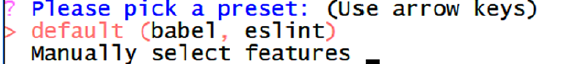 ? Please pick a preset: (Use arrow keys)
> default (babel, eslint)
Manually select features